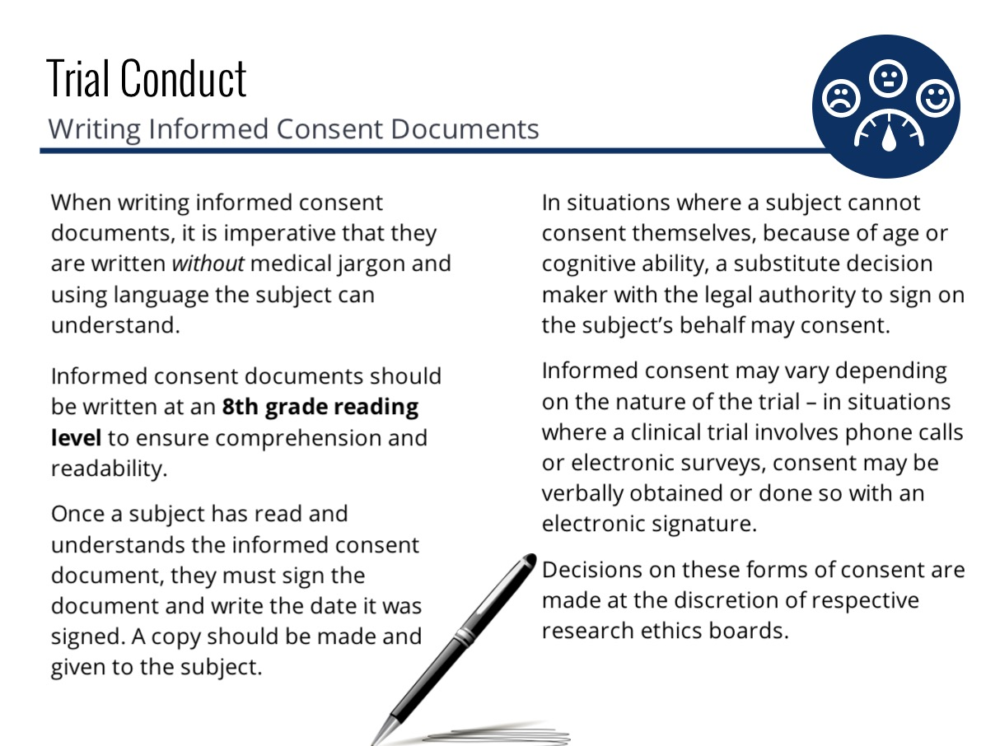 Trial Conduct
Writing Informed Consent Documents
When writing informed consent
documents, it is imperative that they
are written without medical jargon and
using language the subject can
understand.
Informed consent documents should
be written at an 8th grade reading
level to ensure comprehension and
readability.
Once a subject has read and
understands the informed consent
document, they must sign the
document and write the date it was
signed. A copy should be made and
given to the subject.
In situations where a subject cannot
consent themselves, because of age or
cognitive ability, a substitute decision
maker with the legal authority to sign on
the subject’s behalf may consent.
Informed consent may vary depending
on the nature of the trial – in situations
where a clinical trial involves phone calls
or electronic surveys, consent may be
verbally obtained or done so with an
electronic signature.
Decisions on these forms of consent are
made at the discretion of respective
research ethics boards.